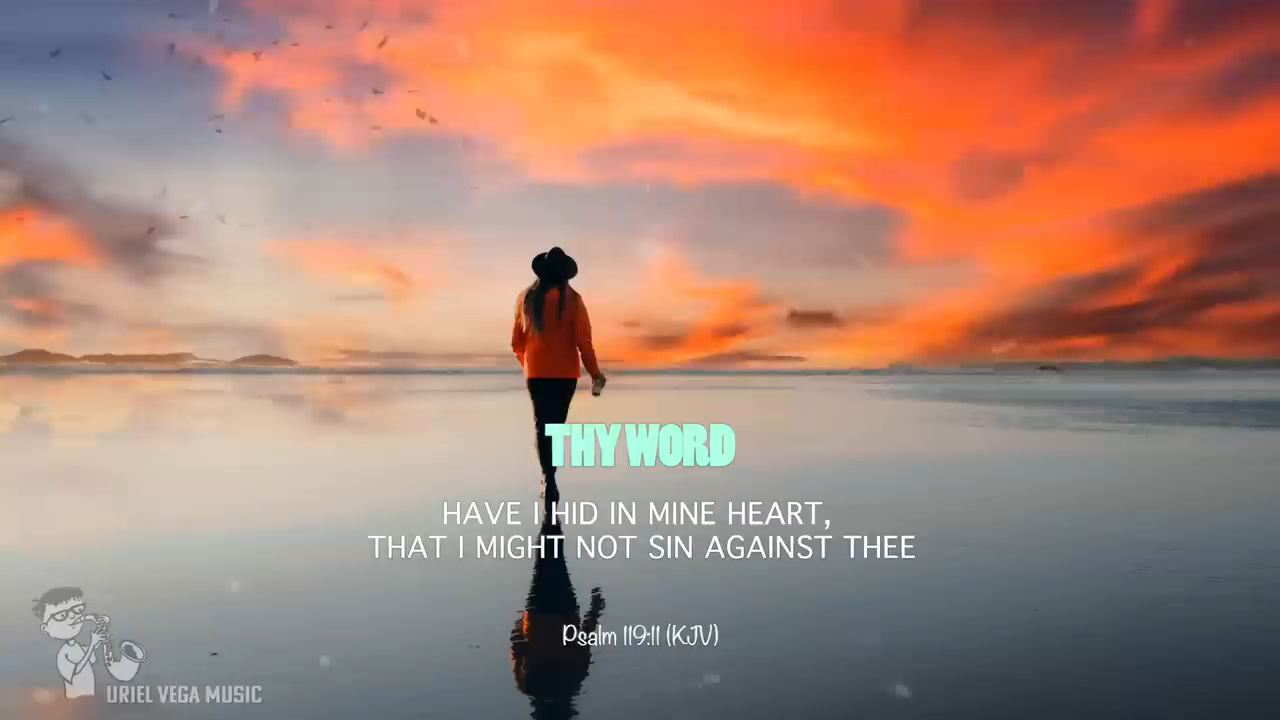 THY WORD
HAVE I HID IN MINE HEART,
THAT I MIGHT NOT SIN AGAINST THEE
Psalm 119:11 (KJV)
URIEL VEGA MUSIC